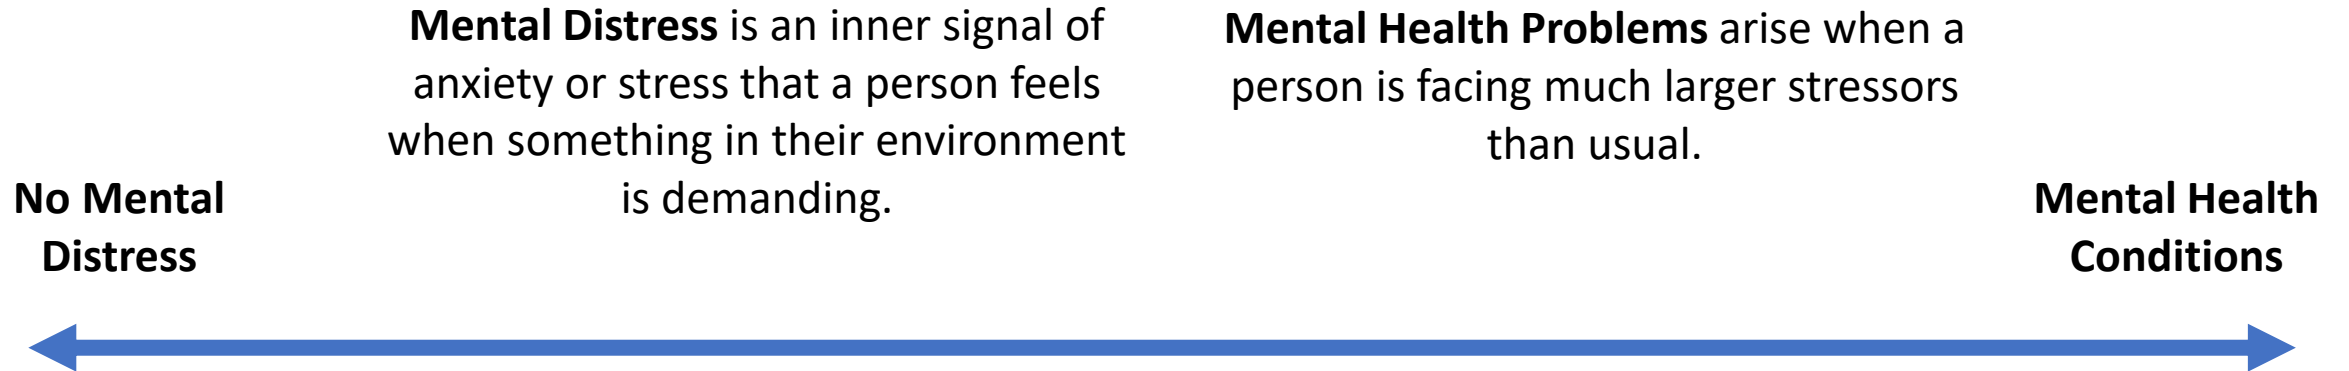 No Mental
Distress
Mental Distress is an inner signal of
anxiety or stress that a person feels
when something in their environment
is demanding.
Mental Health Problems arise when a
person is facing much larger stressors
than usual.
Mental Health
Conditions